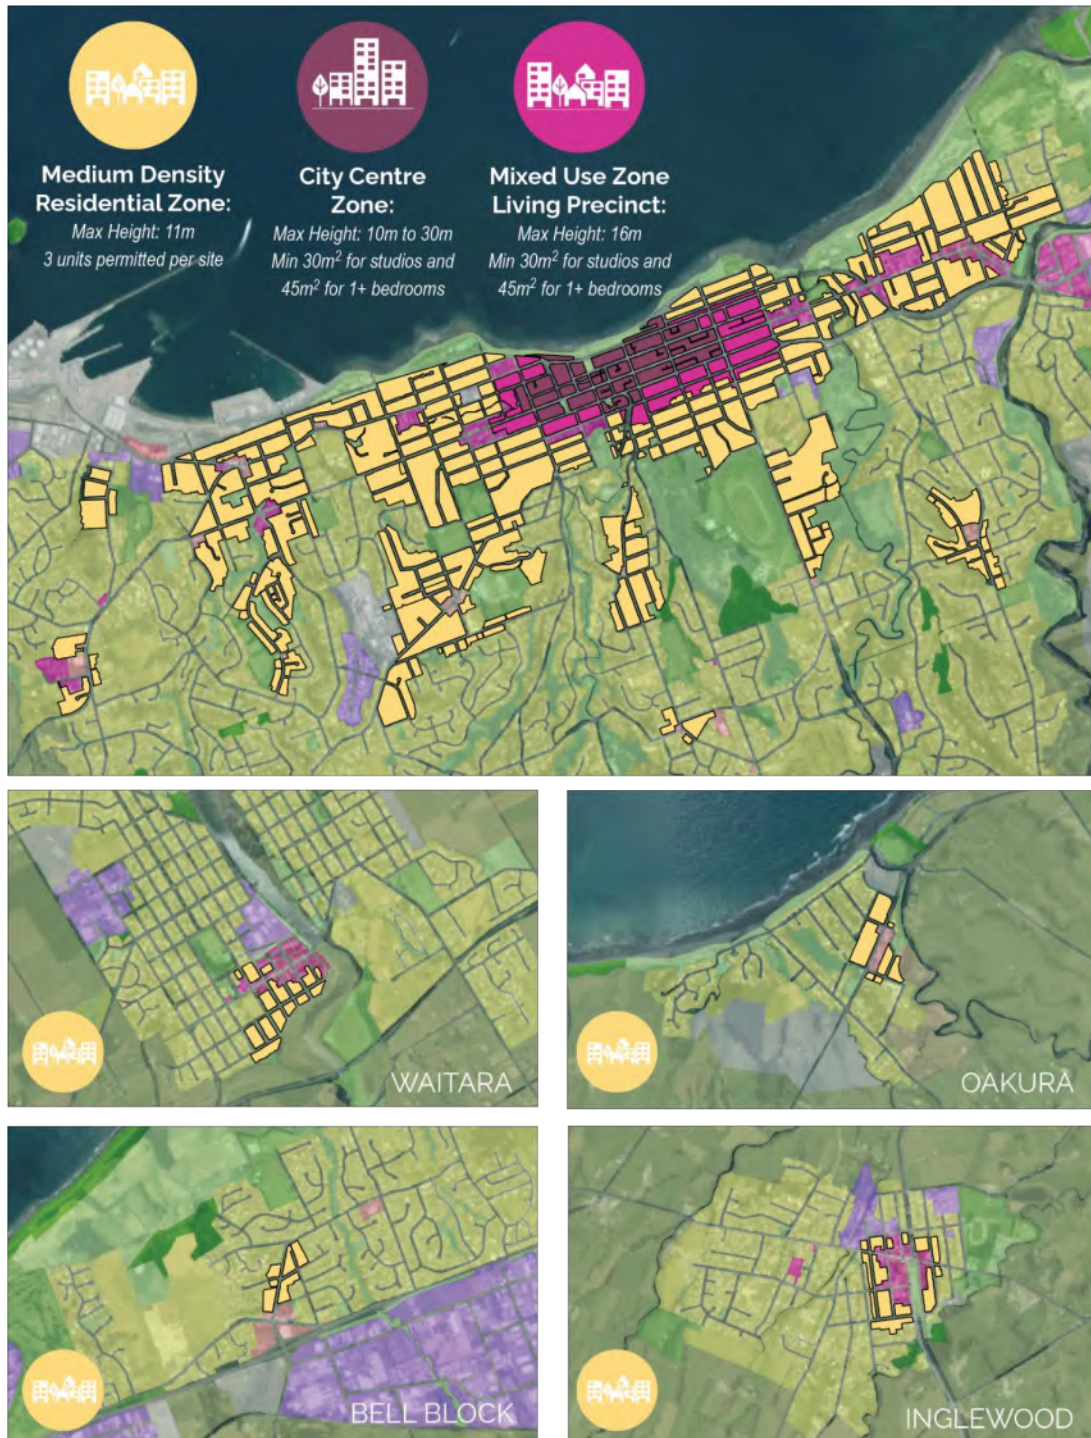 Medium Density
Residential Zone:
Max Height: 11m
3 units permitted per site
City Centre
Zone:
Max Height: 10m to 30m
Min 30m² for studios and
45m² for 1+ bedrooms
Mixed Use Zone
Living Precinct:
Max Height: 16m
Min 30m² for studios and
45m² for 1+ bedrooms
WAITARA
OAKURA
BELL BLOCK
INGLEWOOD